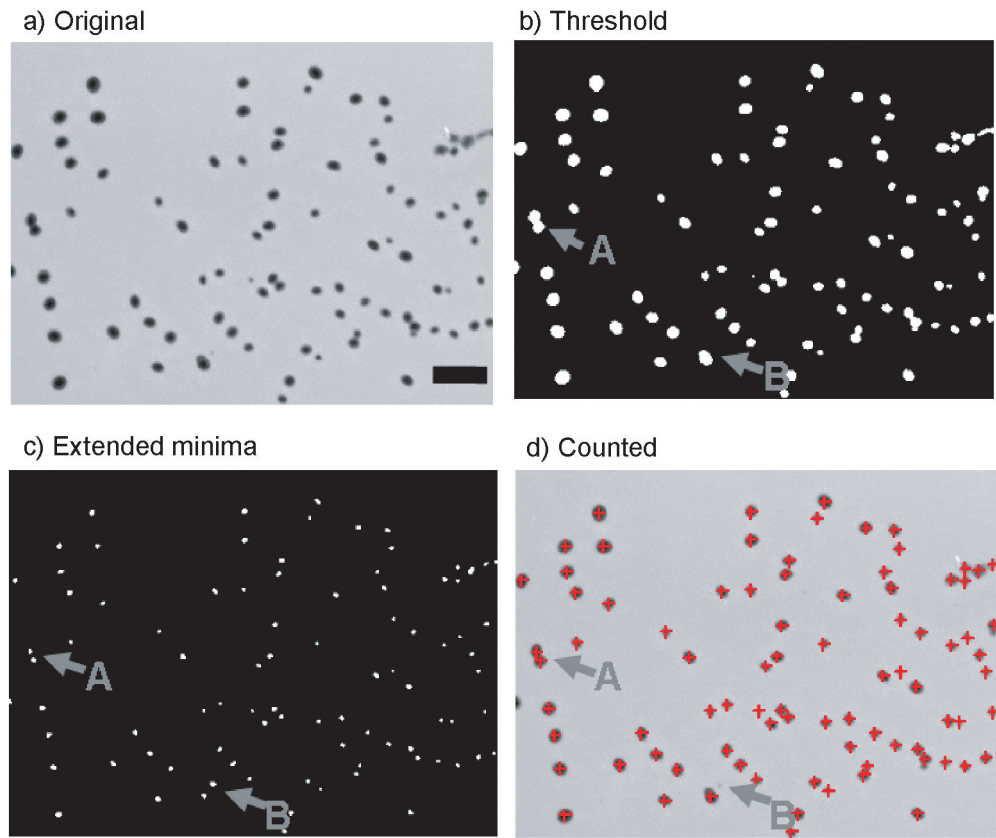 a) Original
b) Threshold
A
B
c) Extended minima
d) Counted
A
B
A
B